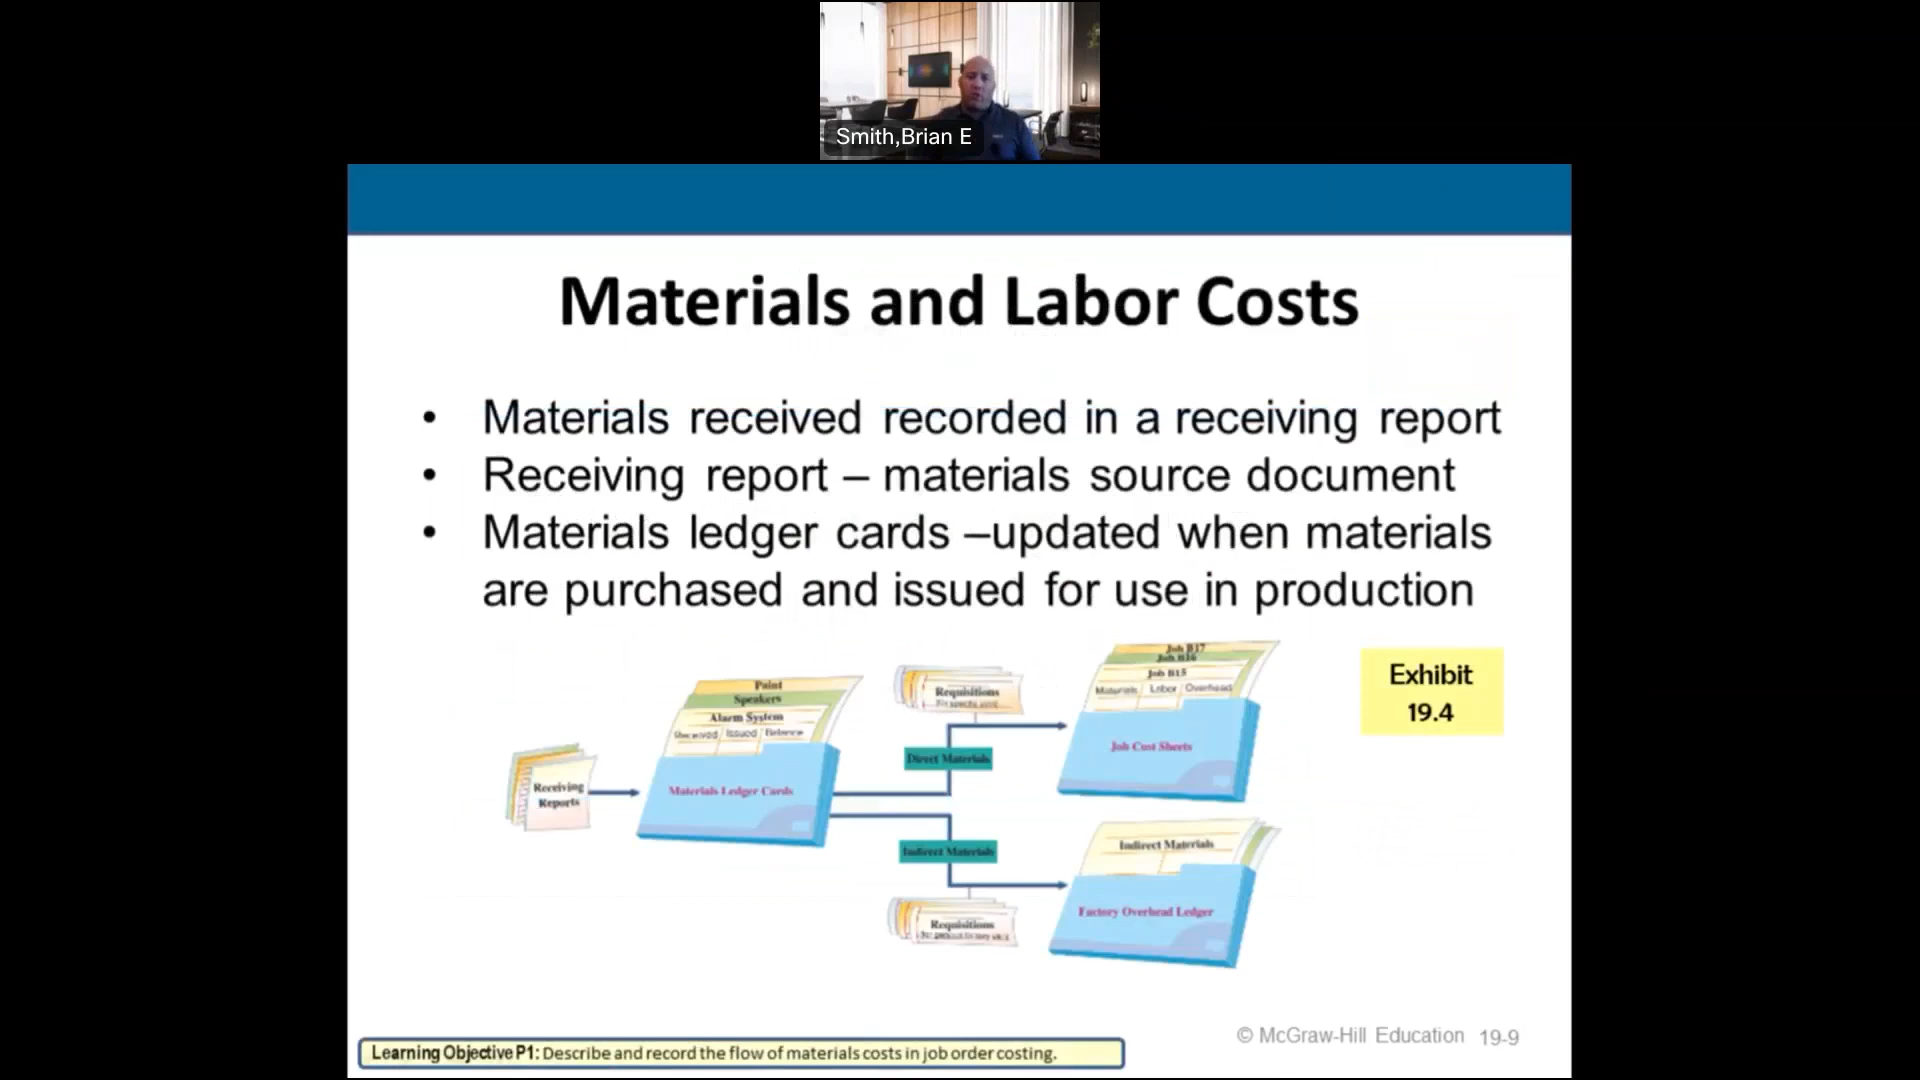 Smith,Brian E
Materials and Labor Costs
• Materials received recorded in a receiving report
• Receiving report – materials source document
• Materials ledger cards –updated when materials
are purchased and issued for use in production
Exhibit
19.4
Receiving
Reports
Paint
Speakers
Alarm System
Received Issued Balance
Materials Ledger Cards
Requisitions
Direct Materials
Indirect Materials
Requisitions
Job B17
Job B16
Job B15
Materials Labor Overhead
Job Cost Sheets
Indirect Materials
Factory Overhead Ledger
Learning Objective P1: Describe and record the flow of materials costs in job order costing.
© McGraw-Hill Education 19-9